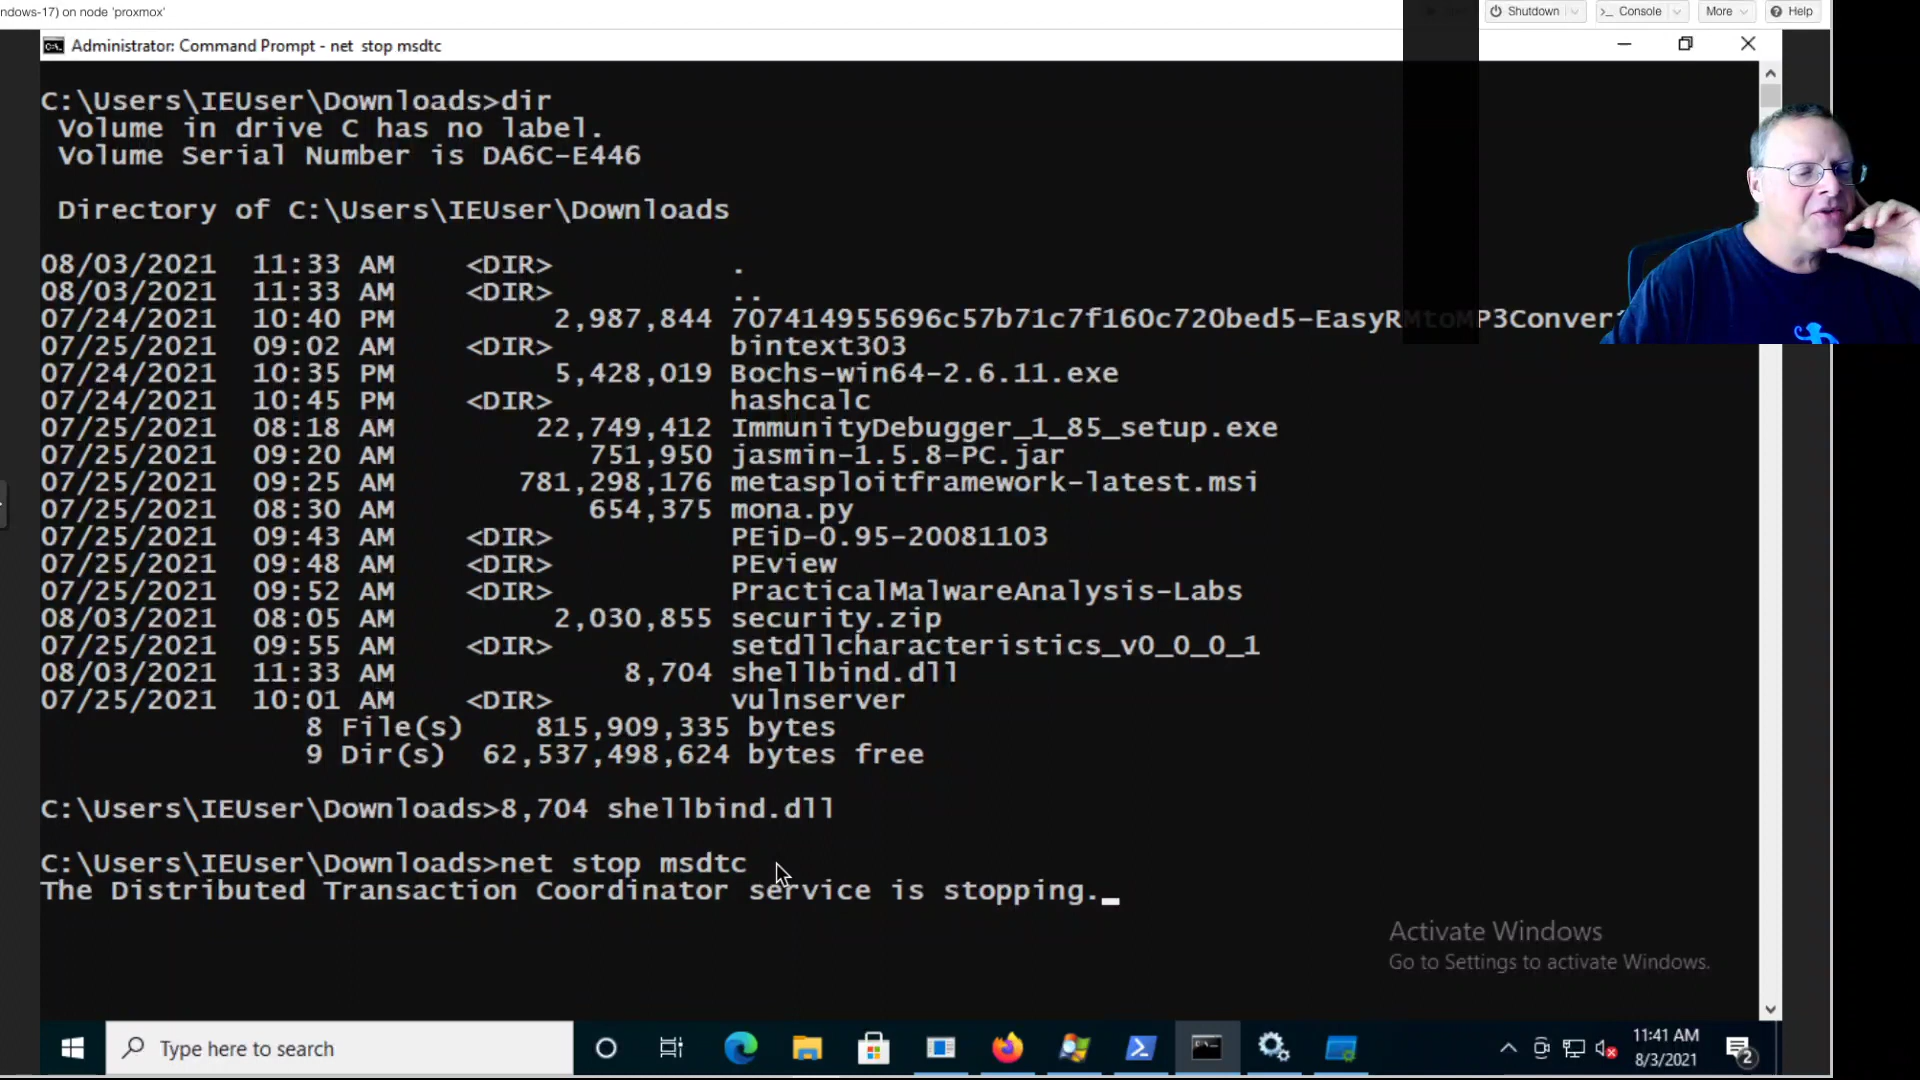 ndows-17) on node 'proxmox'
Shutdown
Console
More
Help
Administrator: Command Prompt - net  stop msdtc
C:\Users\IEUser\Downloads>dir
Volume in drive C has no label.
Volume Serial Number is DA6C-E446
Directory of C:\Users\IEUser\Downloads
08/03/2021  11:33 AM    <DIR>          .
08/03/2021  11:33 AM    <DIR>          ..
07/24/2021  10:40 PM         2,987,844 707414955696c57b71c7f160c720bed5-EasyRMtoMP3Conver
07/25/2021  09:02 AM    <DIR>          bintext303
07/24/2021  10:35 PM         5,428,019 Bochs-win64-2.6.11.exe
07/24/2021  10:45 PM    <DIR>          hashcalc
07/25/2021  08:18 AM        22,749,412 ImmunityDebugger_1_85_setup.exe
07/25/2021  09:20 AM           751,950 jasmin-1.5.8-PC.jar
07/25/2021  09:25 AM       781,298,176 metasploitframework-latest.msi
07/25/2021  08:30 AM           654,375 mona.py
07/25/2021  09:43 AM    <DIR>          PEiD-0.95-20081103
07/25/2021  09:48 AM    <DIR>          PEview
07/25/2021  09:52 AM    <DIR>          PracticalMalwareAnalysis-Labs
08/03/2021  08:05 AM         2,030,855 security.zip
07/25/2021  09:55 AM    <DIR>          setdllcharacteristics_v0_0_0_1
08/03/2021  11:33 AM             8,704 shellbind.dll
07/25/2021  10:01 AM    <DIR>          vulnserver
8 File(s)    815,909,335 bytes
9 Dir(s)  62,537,498,624 bytes free
C:\Users\IEUser\Downloads>8,704 shellbind.dll
C:\Users\IEUser\Downloads>net stop msdtc
The Distributed Transaction Coordinator service is stopping.
Activate Windows
Go to Settings to activate Windows.
Type here to search
11:41 AM
8/3/2021
2